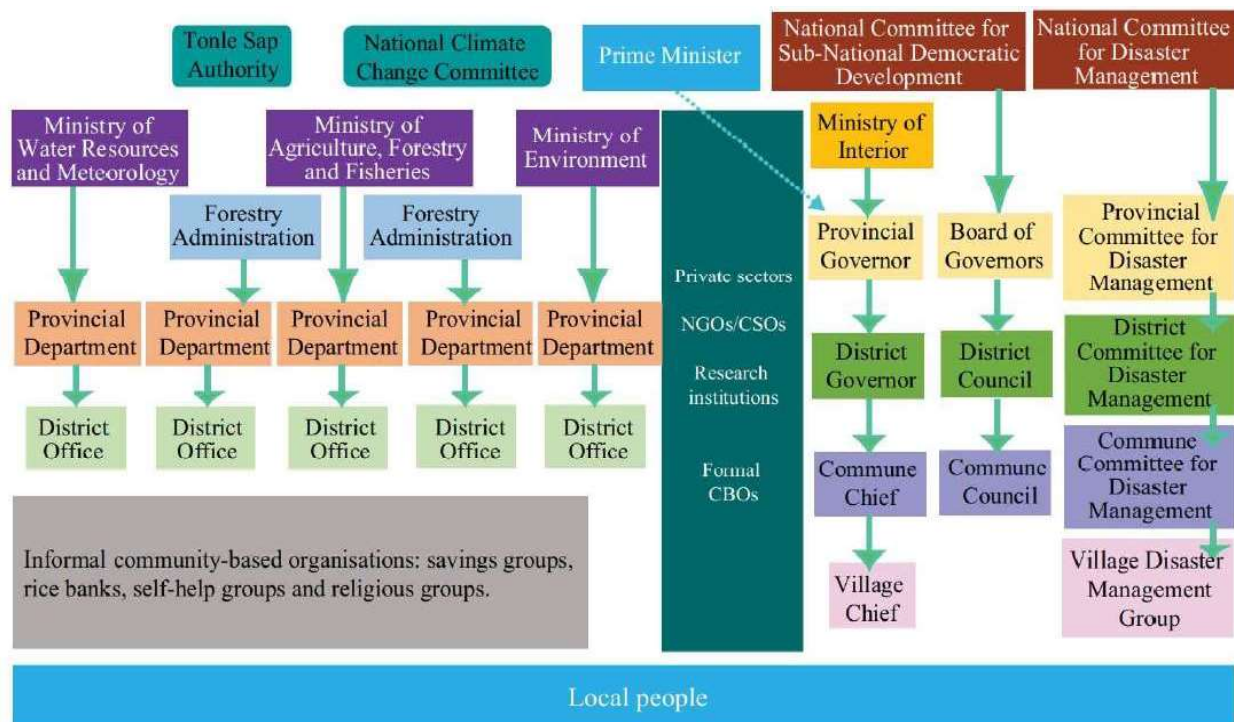 Tonle Sap
Authority
National Climate
Change Committee
Prime Minister
National Committee for
Sub-National Democratic
Development
National Committee
for Disaster
Management
Ministry of
Water Resources
and Meteorology
Ministry of
Agriculture, Forestry
and Fisheries
Ministry of
Environment
Ministry of
Interior
Forestry
Administration
Forestry
Administration
Provincial
Governor
Board of
Governors
Provincial
Committee for
Disaster
Management
Private sectors
NGOs/CSOs
Research
institutions
Formal
CBOs
Provincial
Department
Provincial
Department
Provincial
Department
Provincial
Department
Provincial
Department
District
Governor
District
Council
District
Committee for
Disaster
Management
District
Office
District
Office
District
Office
District
Office
District
Office
Commune
Chief
Commune
Council
Commune
Committee for
Disaster
Management
Informal community-based organisations: savings groups,
rice banks, self-help groups and religious groups.
Village
Chief
Village Disaster
Management
Group
Local people